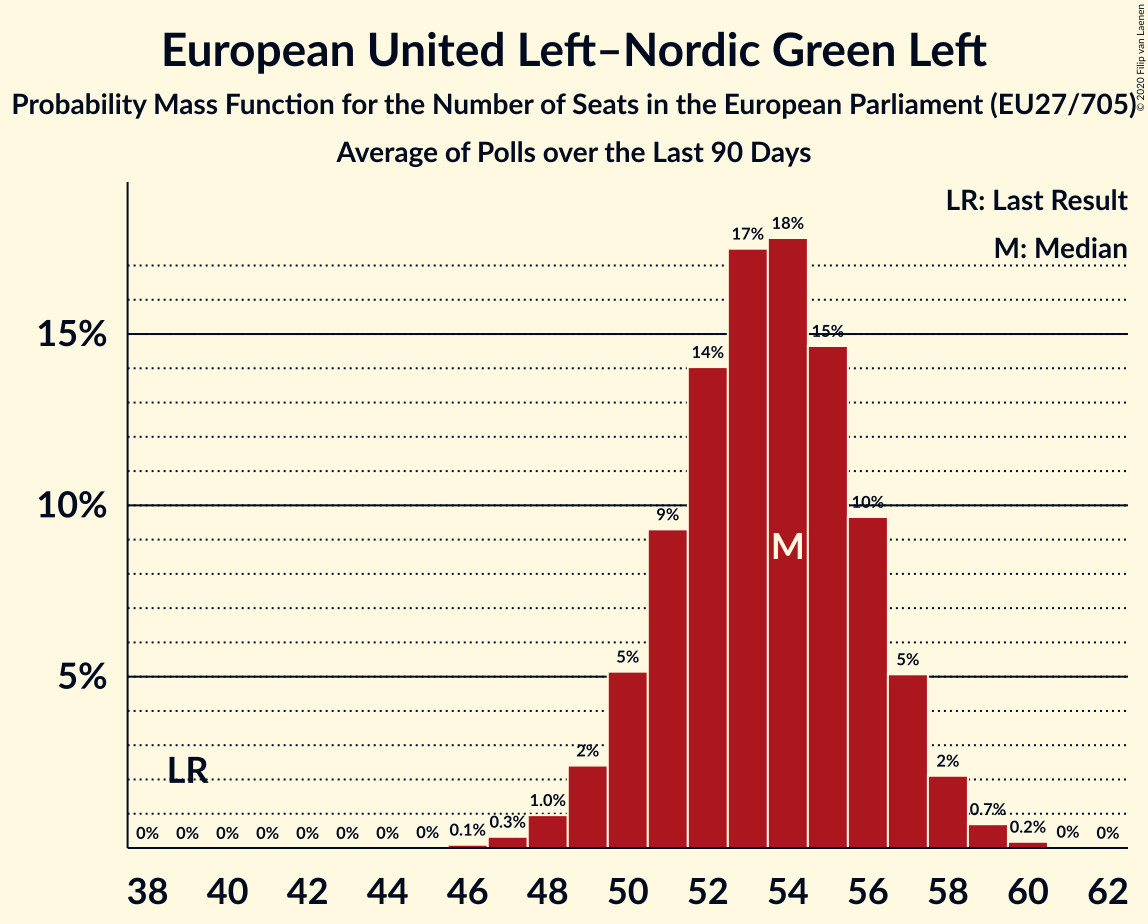 European United Left–Nordic Green Left
Probability Mass Function for the Number of Seats in the European Parliament (EU27/705)
Average of Polls over the Last 90 Days
© 2020 Filip van Laenen
LR: Last Result
M: Median
15%
10%
5%
0% 0% 0% 0% 0% 0% 0% 0% 0.1% 0.3% 1.0% 2% 5% 9% 14% 17% 18% 15% 10% 5% 2% 0.7% 0.2% 0% 0%
LR
M
38 40 42 44 46 48 50 52 54 56 58 60 62